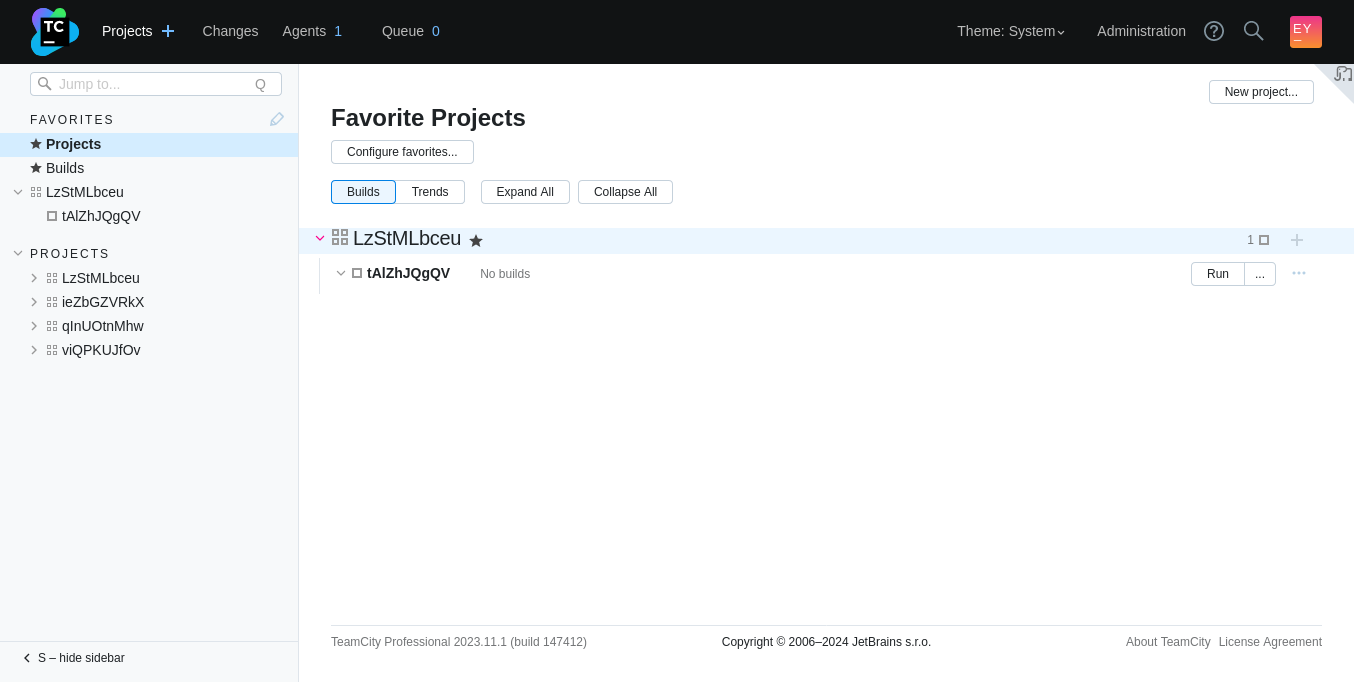 TC
Projects Changes Agents 1 Queue 0 Theme: System Administration EY
Jump to... Q
FAVORITES
Projects
Builds
LzStMLbceu
tAlZhJQgQV
PROJECTS
LzStMLbceu
ieZbGZVRkX
qInUOtnMhw
viQPKUJfOv
S – hide sidebar
New project...
Favorite Projects
Configure favorites...
Builds Trends Expand All Collapse All
LzStMLbceu 1
tAlZhJQgQV No builds Run ...
TeamCity Professional 2023.11.1 (build 147412) Copyright © 2006–2024 JetBrains s.r.o. About TeamCity License Agreement